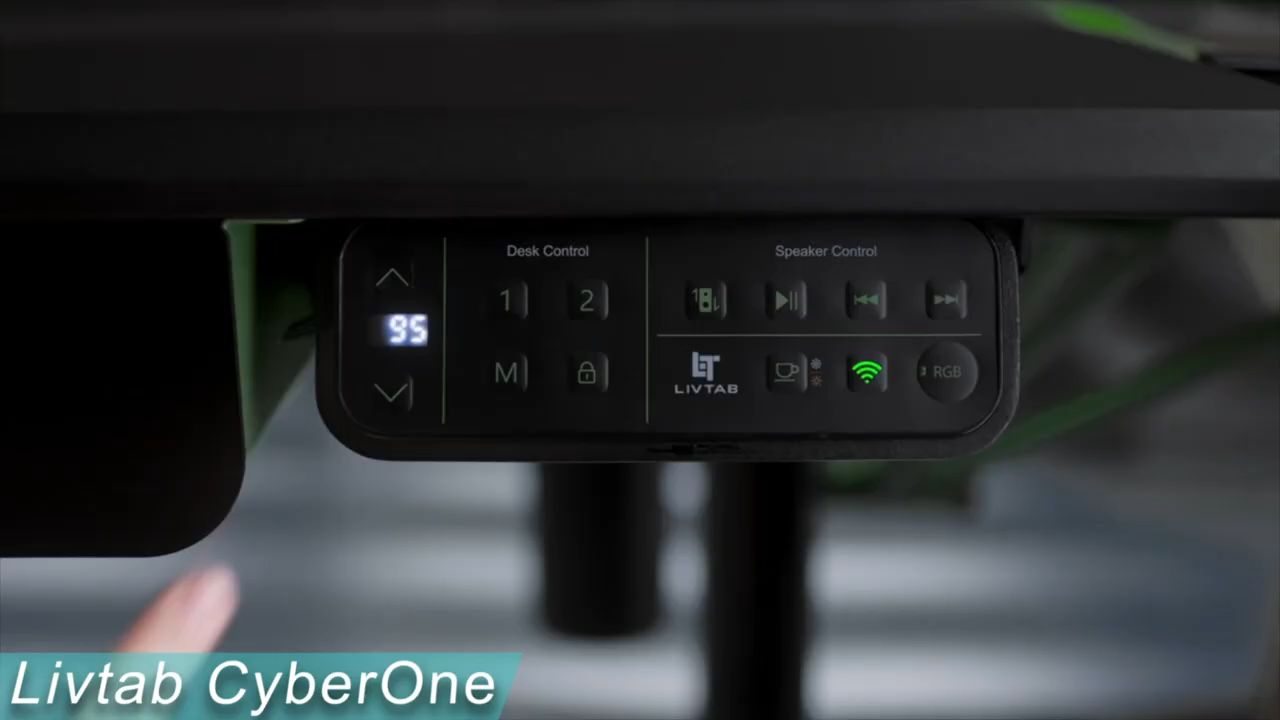 Desk Control
Speaker Control
1 2
95
M
LIVTAB
RGB
Livtab CyberOne